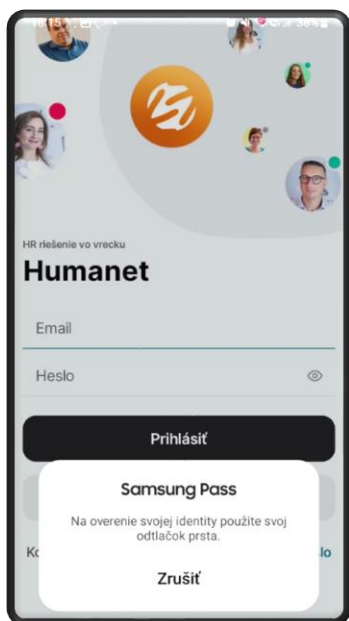 HR riešenie vo vrecku
Humanet
Email
Heslo
Prihlásiť
Samsung Pass
Na overenie svojej identity použite svoj
odtlačok prsta.
Zrušiť